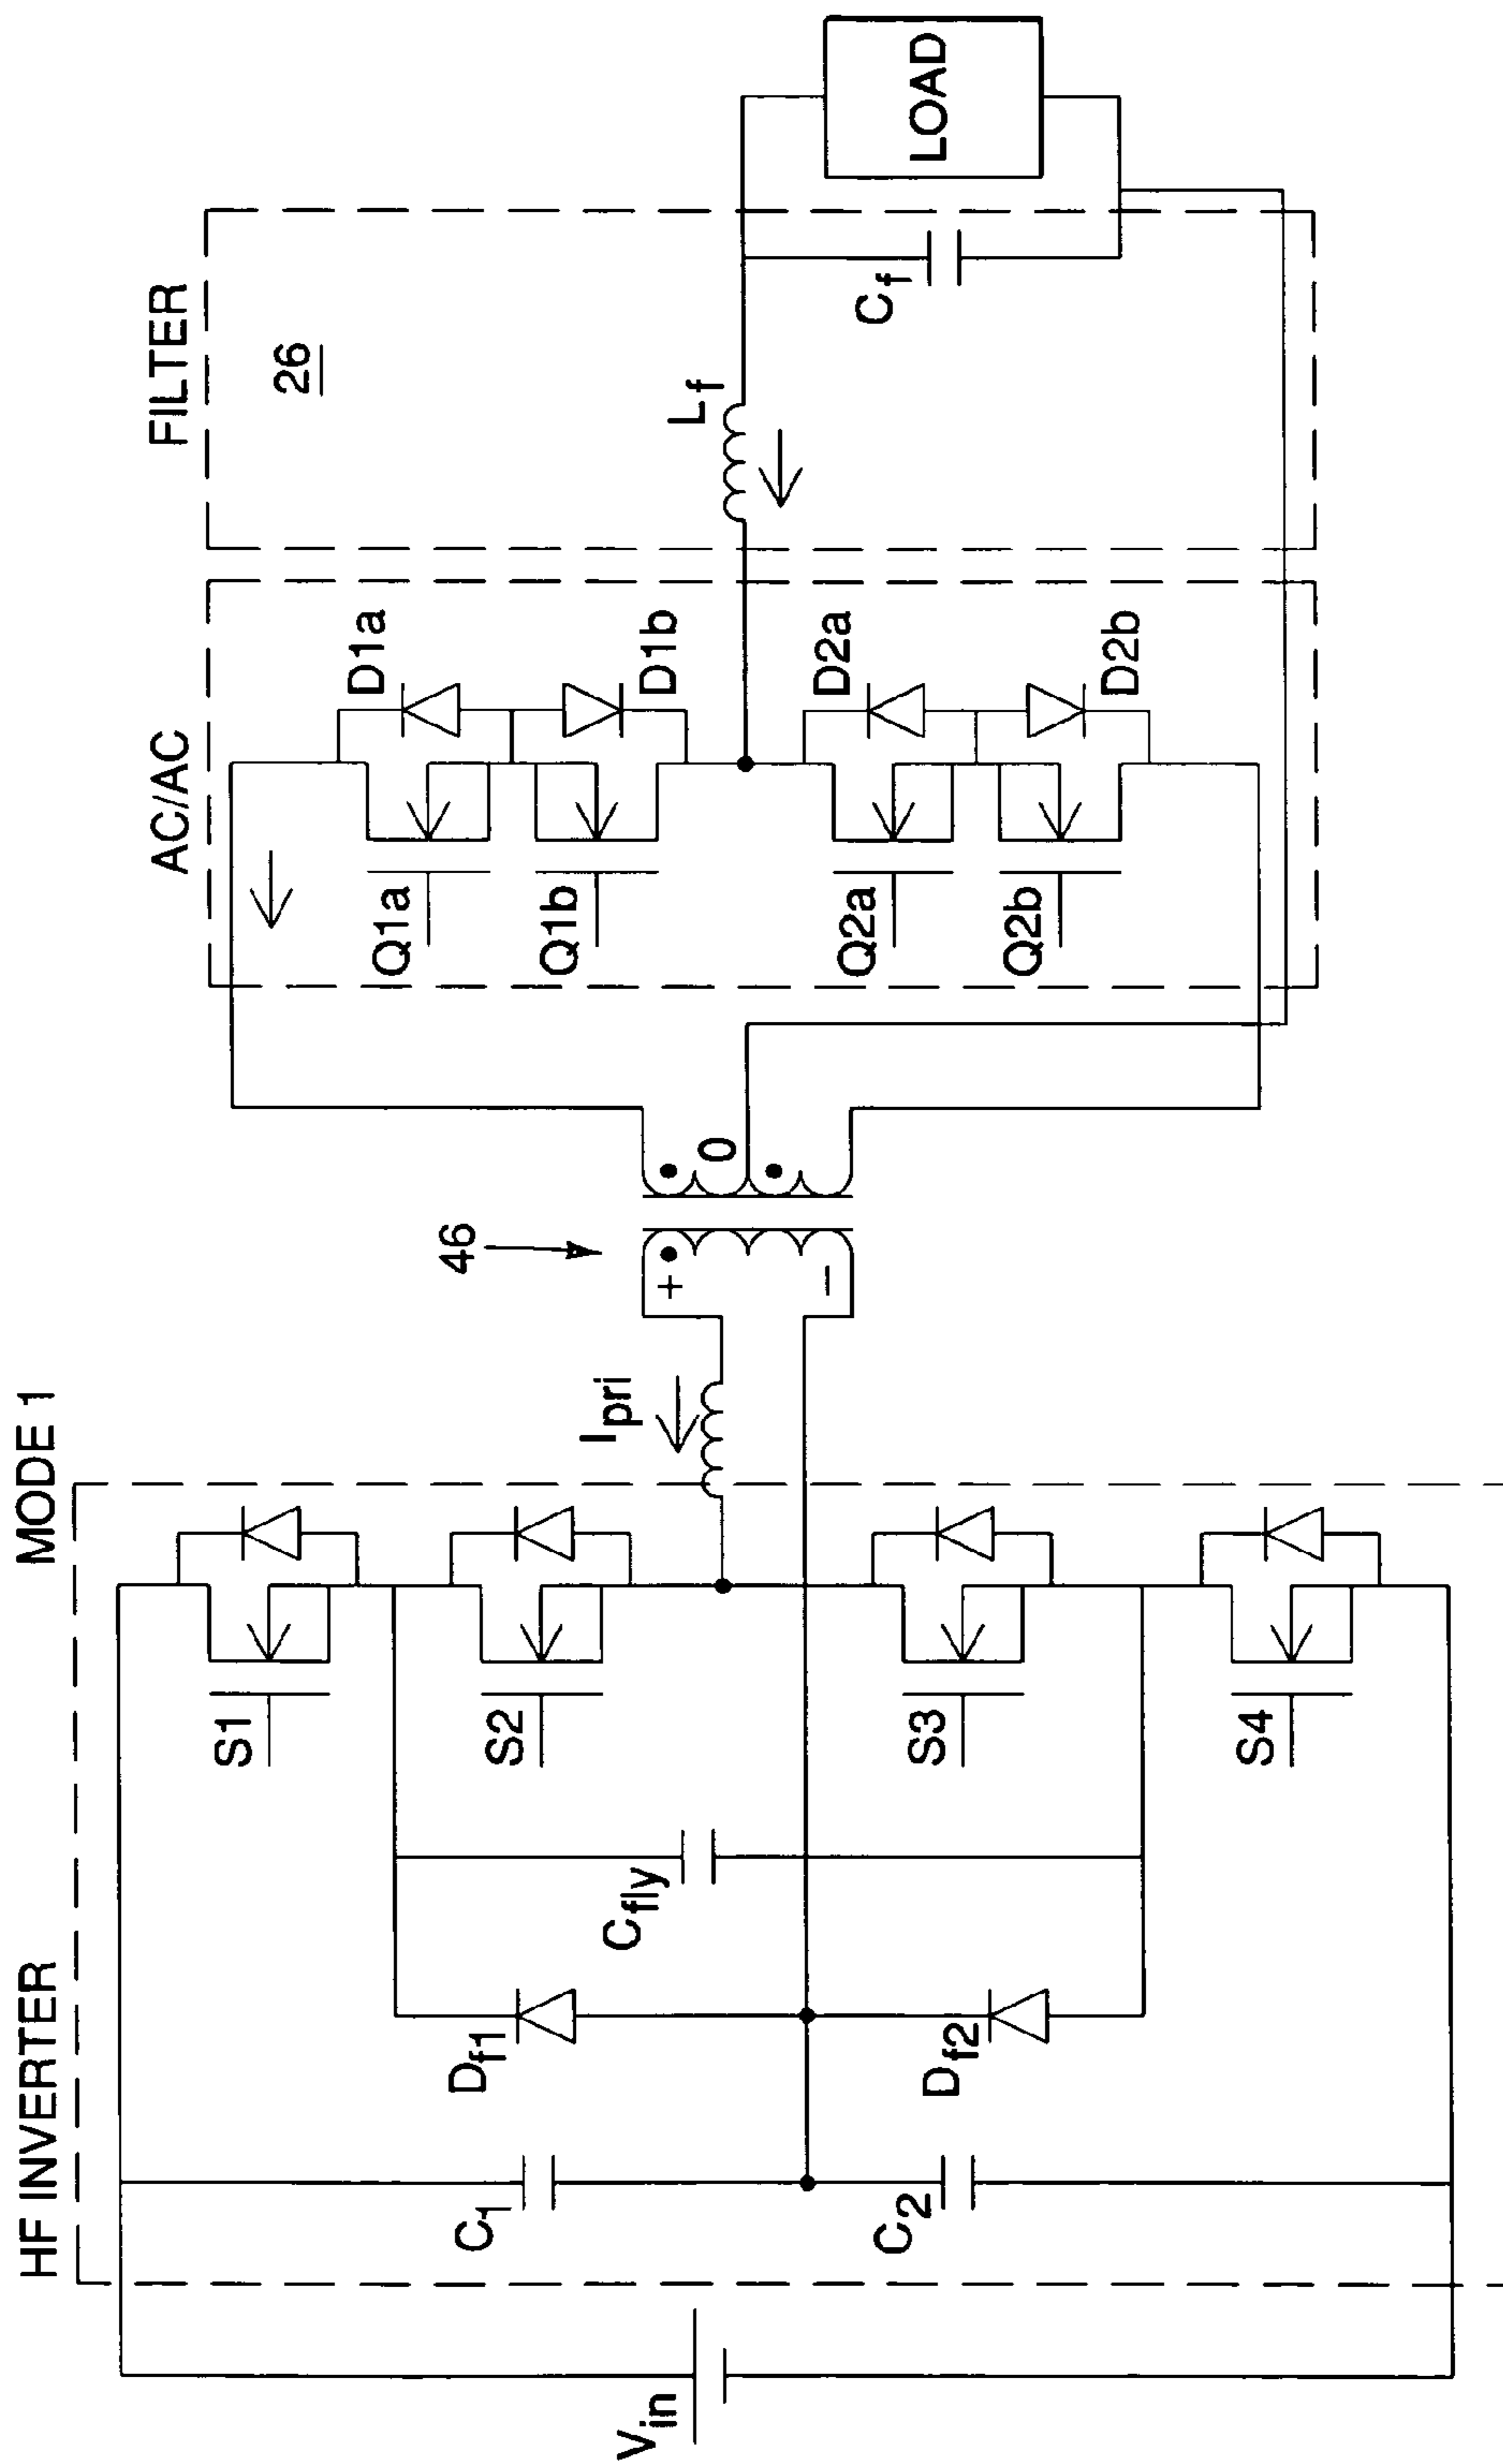 MODE 1
HF INVERTER
AC/AC
FILTER
26
46
Vin
C1
C2
Df1
Df2
Cfly
S1
S2
S3
S4
Ipri
+
−
0
Q1a
Q1b
Q2a
Q2b
D1a
D1b
D2a
D2b
Lf
Cf
LOAD